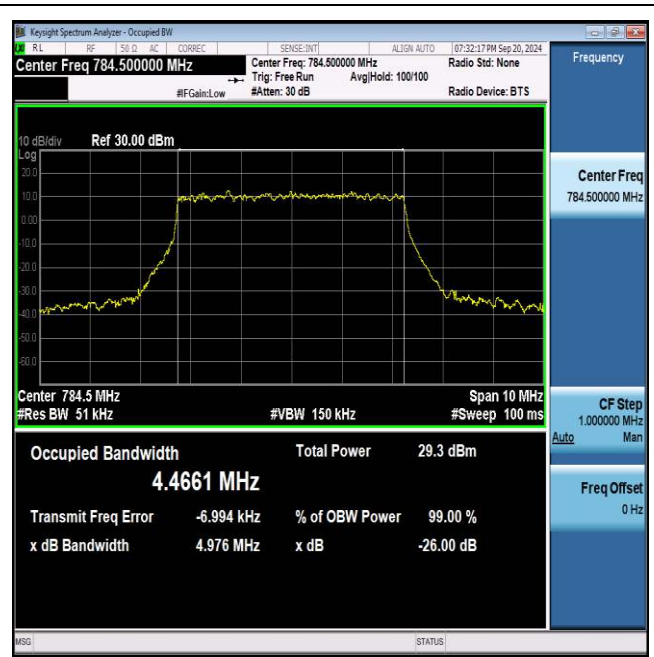 Keysight Spectrum Analyzer - Occupied BW
RL RF 50 Ω AC CORREC SENSE:INT ALIGN AUTO 07:32:17 PM Sep 20, 2024
Center Freq 784.500000 MHz
Center Freq: 784.500000 MHz
Radio Std: None
Trig: Free Run Avg|Hold: 100/100
#IFGain:Low
#Atten: 30 dB
Radio Device: BTS
10 dB/div Ref 30.00 dBm
Log
20.0
10.0
0.00
-10.0
-20.0
-30.0
-40.0
-50.0
-60.0
Center 784.5 MHz Span 10 MHz
#Res BW 51 kHz #VBW 150 kHz #Sweep 100 ms
Occupied Bandwidth Total Power 29.3 dBm
4.4661 MHz
Transmit Freq Error -6.994 kHz % of OBW Power 99.00 %
x dB Bandwidth 4.976 MHz x dB -26.00 dB
MSG STATUS
Frequency
Center Freq
784.500000 MHz
CF Step
1.000000 MHz
Auto Man
Freq Offset
0 Hz